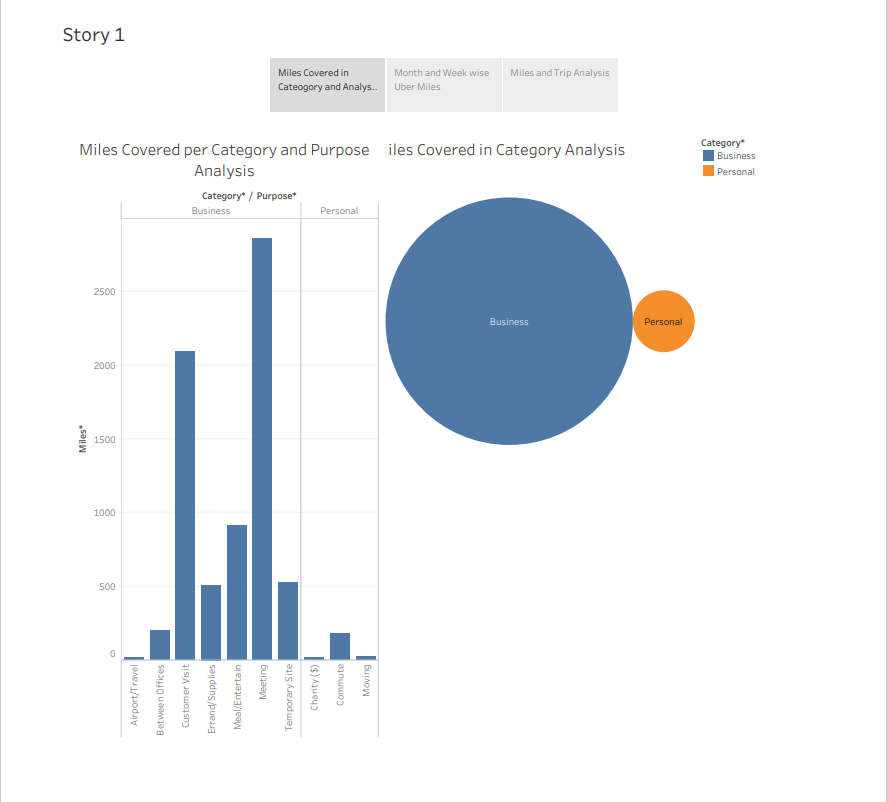 Story 1
Miles Covered in
Cateogory and Analys..
Month and Week wise
Uber Miles
Miles and Trip Analysis
Miles Covered per Category and Purpose
Analysis
iles Covered in Category Analysis
Category*
Business
Personal
Category* / Purpose*
Business
Personal
2500
2000
1500
1000
500
0
Miles*
Airport/Travel
Between Offices
Customer Visit
Errand/Supplies
Meal/Entertain
Meeting
Temporary Site
Charity ($)
Commute
Moving
Business
Personal